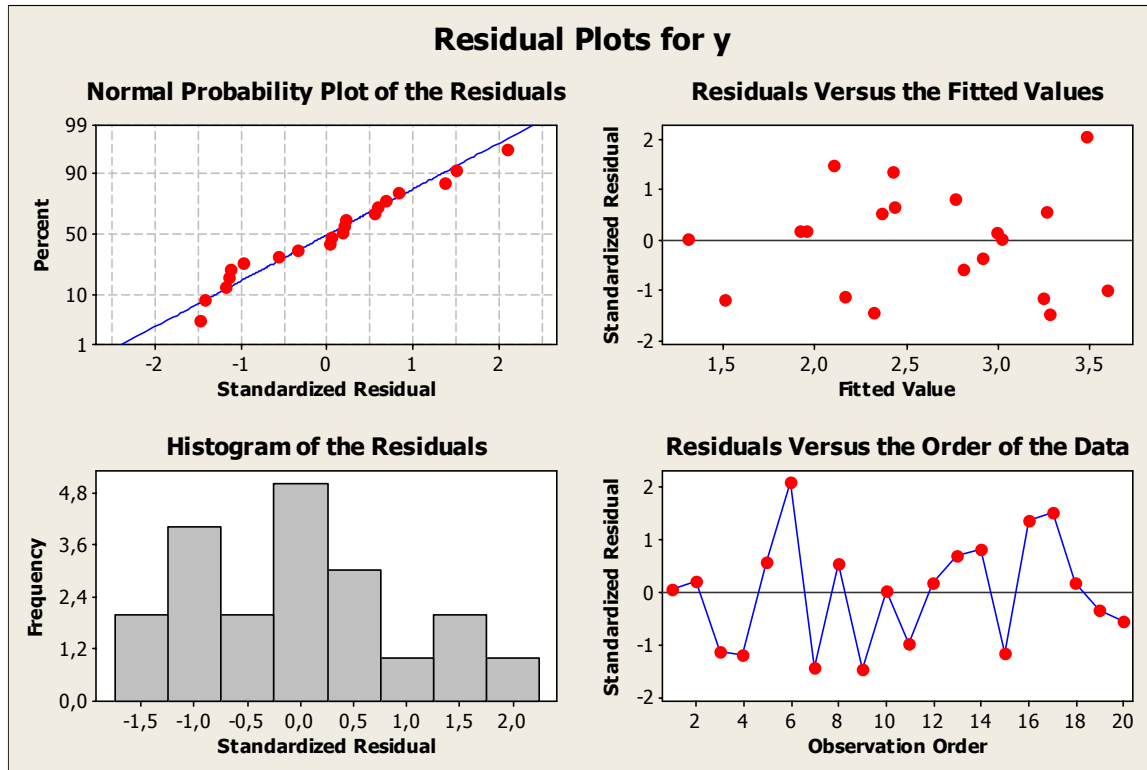 Residual Plots for y
Normal Probability Plot of the Residuals
99
90
50
10
1
Percent
-2 -1 0 1 2
Standardized Residual
Residuals Versus the Fitted Values
2
1
0
-1
-2
Standardized Residual
1,5 2,0 2,5 3,0 3,5
Fitted Value
Histogram of the Residuals
4,8
3,6
2,4
1,2
0,0
Frequency
-1,5 -1,0 -0,5 0,0 0,5 1,0 1,5 2,0
Standardized Residual
Residuals Versus the Order of the Data
2
1
0
-1
-2
Standardized Residual
2 4 6 8 10 12 14 16 18 20
Observation Order